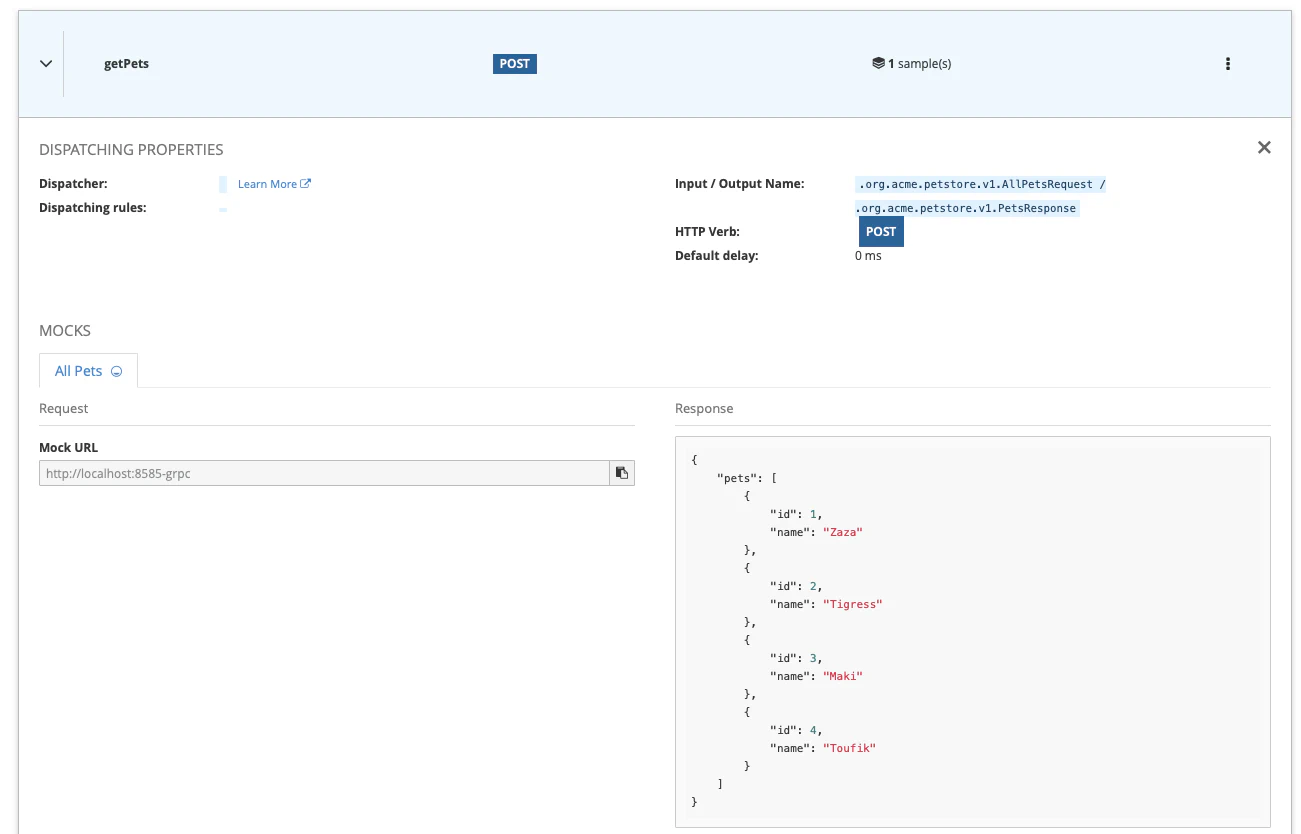 getPets POST 1 sample(s)
DISPATCHING PROPERTIES
Dispatcher: Learn More
Dispatching rules:
Input / Output Name: .org.acme.petstore.v1.AllPetsRequest /
.org.acme.petstore.v1.PetsResponse
HTTP Verb: POST
Default delay: 0 ms
MOCKS
All Pets
Request
Mock URL
http://localhost:8585-grpc
Response
{
    "pets": [
        {
            "id": 1,
            "name": "Zaza"
        },
        {
            "id": 2,
            "name": "Tigress"
        },
        {
            "id": 3,
            "name": "Maki"
        },
        {
            "id": 4,
            "name": "Toufik"
        }
    ]
}